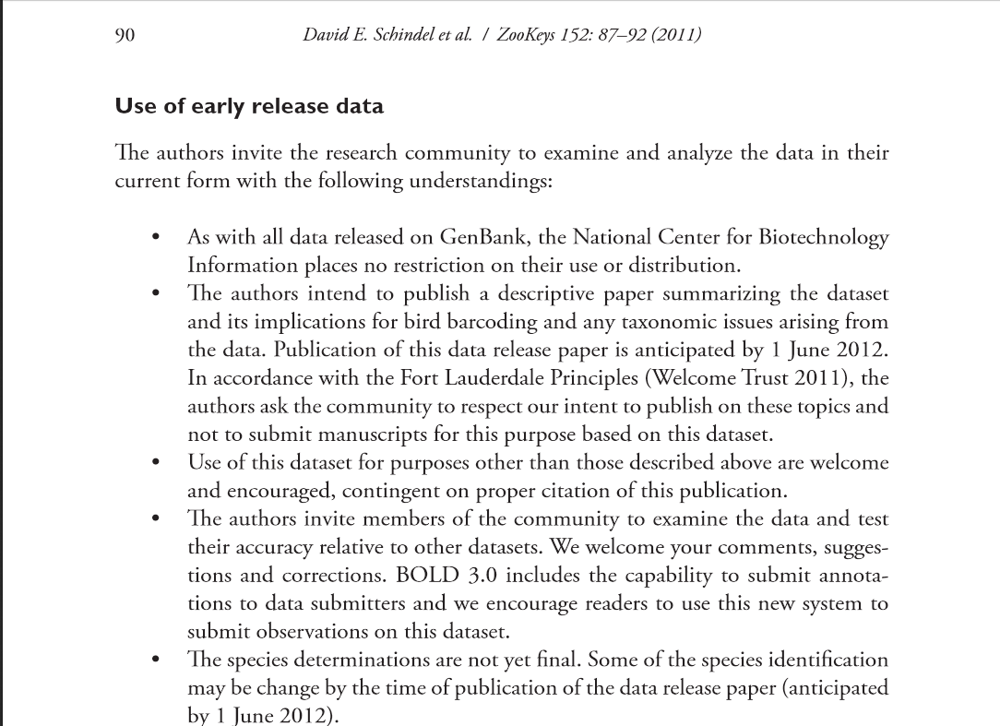 90
David E. Schindel et al. / ZooKeys 152: 87–92 (2011)
Use of early release data
The authors invite the research community to examine and analyze the data in their
current form with the following understandings:
• As with all data released on GenBank, the National Center for Biotechnology
Information places no restriction on their use or distribution.
• The authors intend to publish a descriptive paper summarizing the dataset
and its implications for bird barcoding and any taxonomic issues arising from
the data. Publication of this data release paper is anticipated by 1 June 2012.
In accordance with the Fort Lauderdale Principles (Welcome Trust 2011), the
authors ask the community to respect our intent to publish on these topics and
not to submit manuscripts for this purpose based on this dataset.
• Use of this dataset for purposes other than those described above are welcome
and encouraged, contingent on proper citation of this publication.
• The authors invite members of the community to examine the data and test
their accuracy relative to other datasets. We welcome your comments, sugges-
tions and corrections. BOLD 3.0 includes the capability to submit annota-
tions to data submitters and we encourage readers to use this new system to
submit observations on this dataset.
• The species determinations are not yet final. Some of the species identification
may be change by the time of publication of the data release paper (anticipated
by 1 June 2012).